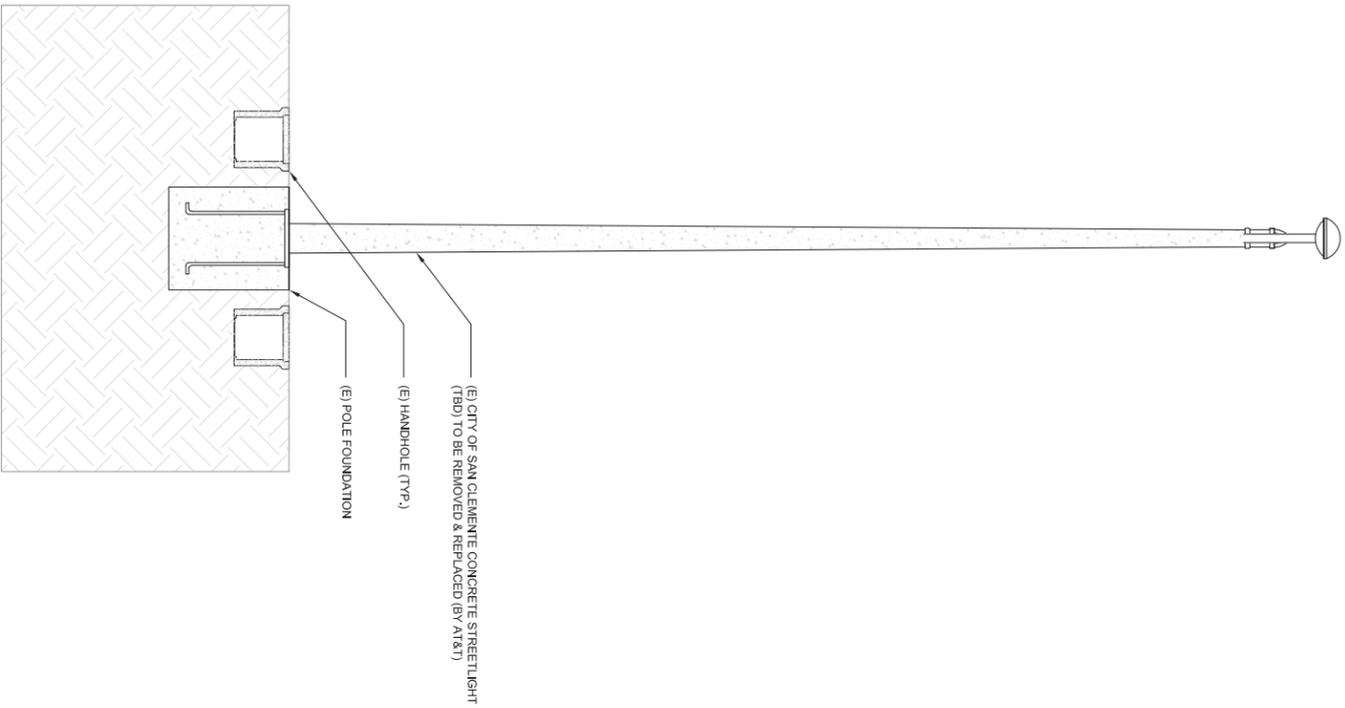 (E) CITY OF SAN CLEMENTE CONCRETE STREETLIGHT
(TBD) TO BE REMOVED & REPLACED (BY AT&T)
(E) HANDHOLE (TYP.)
(E) POLE FOUNDATION